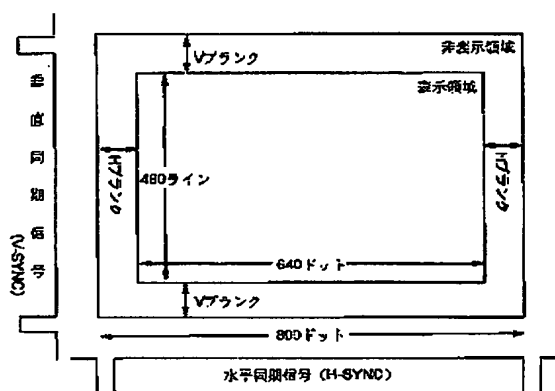 Vブランク
非表示領域
表示領域
垂直同期信号
(V-SYNC)
Hブランク
480ライン
Hブランク
640ドット
Vブランク
800ドット
水平同期信号 (H-SYNC)